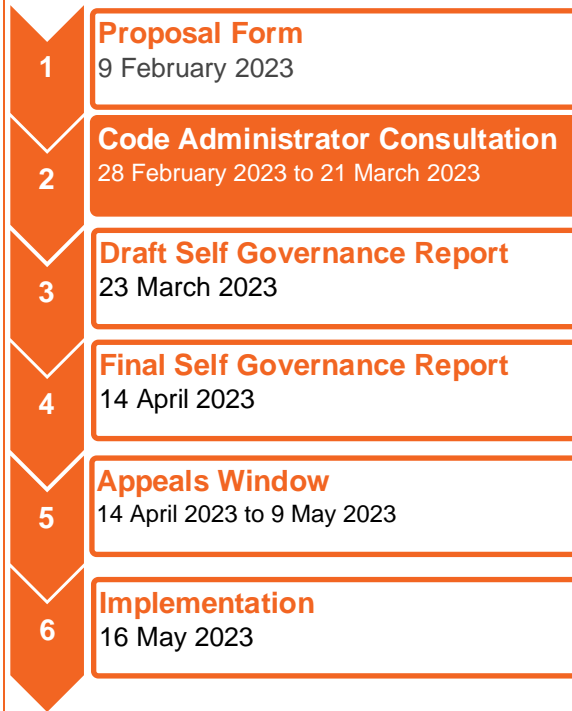 1
Proposal Form
9 February 2023
2
Code Administrator Consultation
28 February 2023 to 21 March 2023
3
Draft Self Governance Report
23 March 2023
4
Final Self Governance Report
14 April 2023
5
Appeals Window
14 April 2023 to 9 May 2023
6
Implementation
16 May 2023